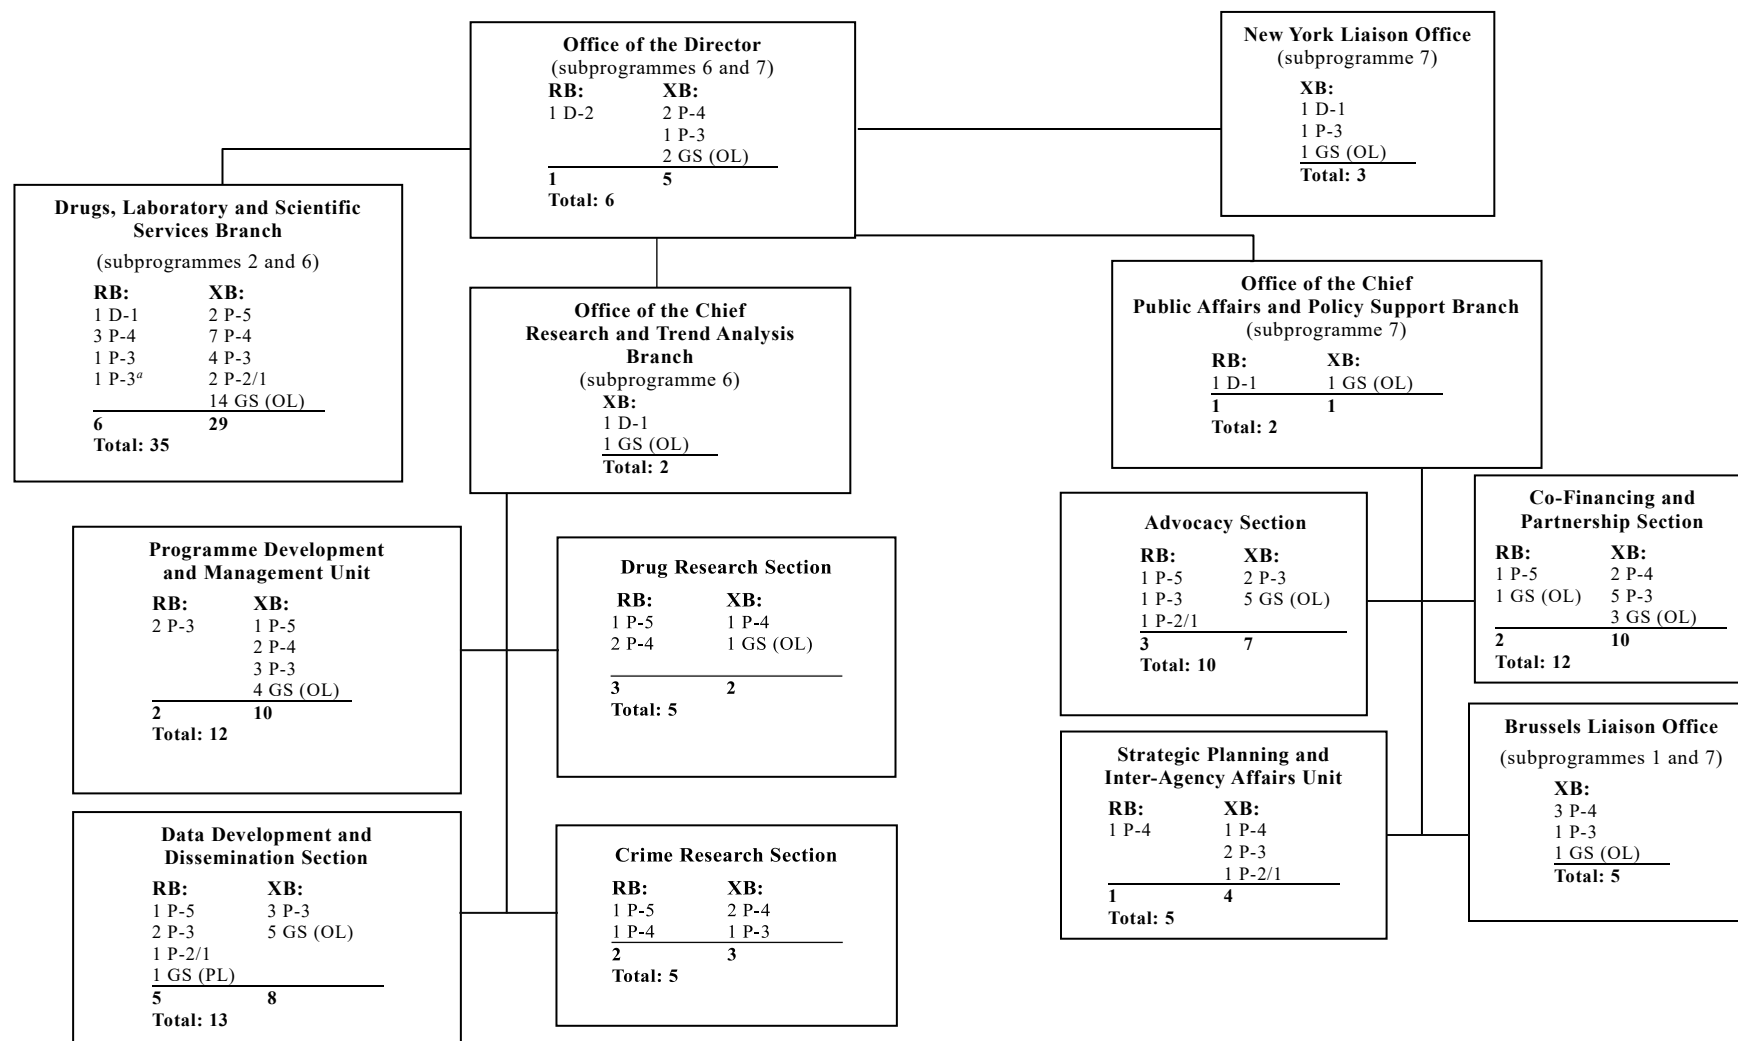 Office of the Director
(subprogrammes 6 and 7)
RB: XB:
1 D-2 2 P-4
1 P-3
2 GS (OL)
1 5
Total: 6
New York Liaison Office
(subprogramme 7)
XB:
1 D-1
1 P-3
1 GS (OL)
Total: 3
Drugs, Laboratory and Scientific
Services Branch
(subprogrammes 2 and 6)
RB: XB:
1 D-1 2 P-5
3 P-4 7 P-4
1 P-3 4 P-3
1 P-3a 2 P-2/1
14 GS (OL)
6 29
Total: 35
Office of the Chief
Research and Trend Analysis
Branch
(subprogramme 6)
XB:
1 D-1
1 GS (OL)
Total: 2
Office of the Chief
Public Affairs and Policy Support Branch
(subprogramme 7)
RB: XB:
1 D-1 1 GS (OL)
1 1
Total: 2
Programme Development
and Management Unit
RB: XB:
2 P-3 1 P-5
2 P-4
3 P-3
4 GS (OL)
2 10
Total: 12
Drug Research Section
RB: XB:
1 P-5 1 P-4
2 P-4 1 GS (OL)
3 2
Total: 5
Advocacy Section
RB: XB:
1 P-5 2 P-3
1 P-3 5 GS (OL)
1 P-2/1
3 7
Total: 10
Co-Financing and
Partnership Section
RB: XB:
1 P-5 2 P-4
1 GS (OL) 5 P-3
3 GS (OL)
2 10
Total: 12
Data Development and
Dissemination Section
RB: XB:
1 P-5 3 P-3
2 P-3 5 GS (OL)
1 P-2/1
1 GS (PL)
5 8
Total: 13
Crime Research Section
RB: XB:
1 P-5 2 P-4
1 P-4 1 P-3
2 3
Total: 5
Strategic Planning and
Inter-Agency Affairs Unit
RB: XB:
1 P-4 1 P-4
2 P-3
1 P-2/1
1 4
Total: 5
Brussels Liaison Office
(subprogrammes 1 and 7)
XB:
3 P-4
1 P-3
1 GS (OL)
Total: 5